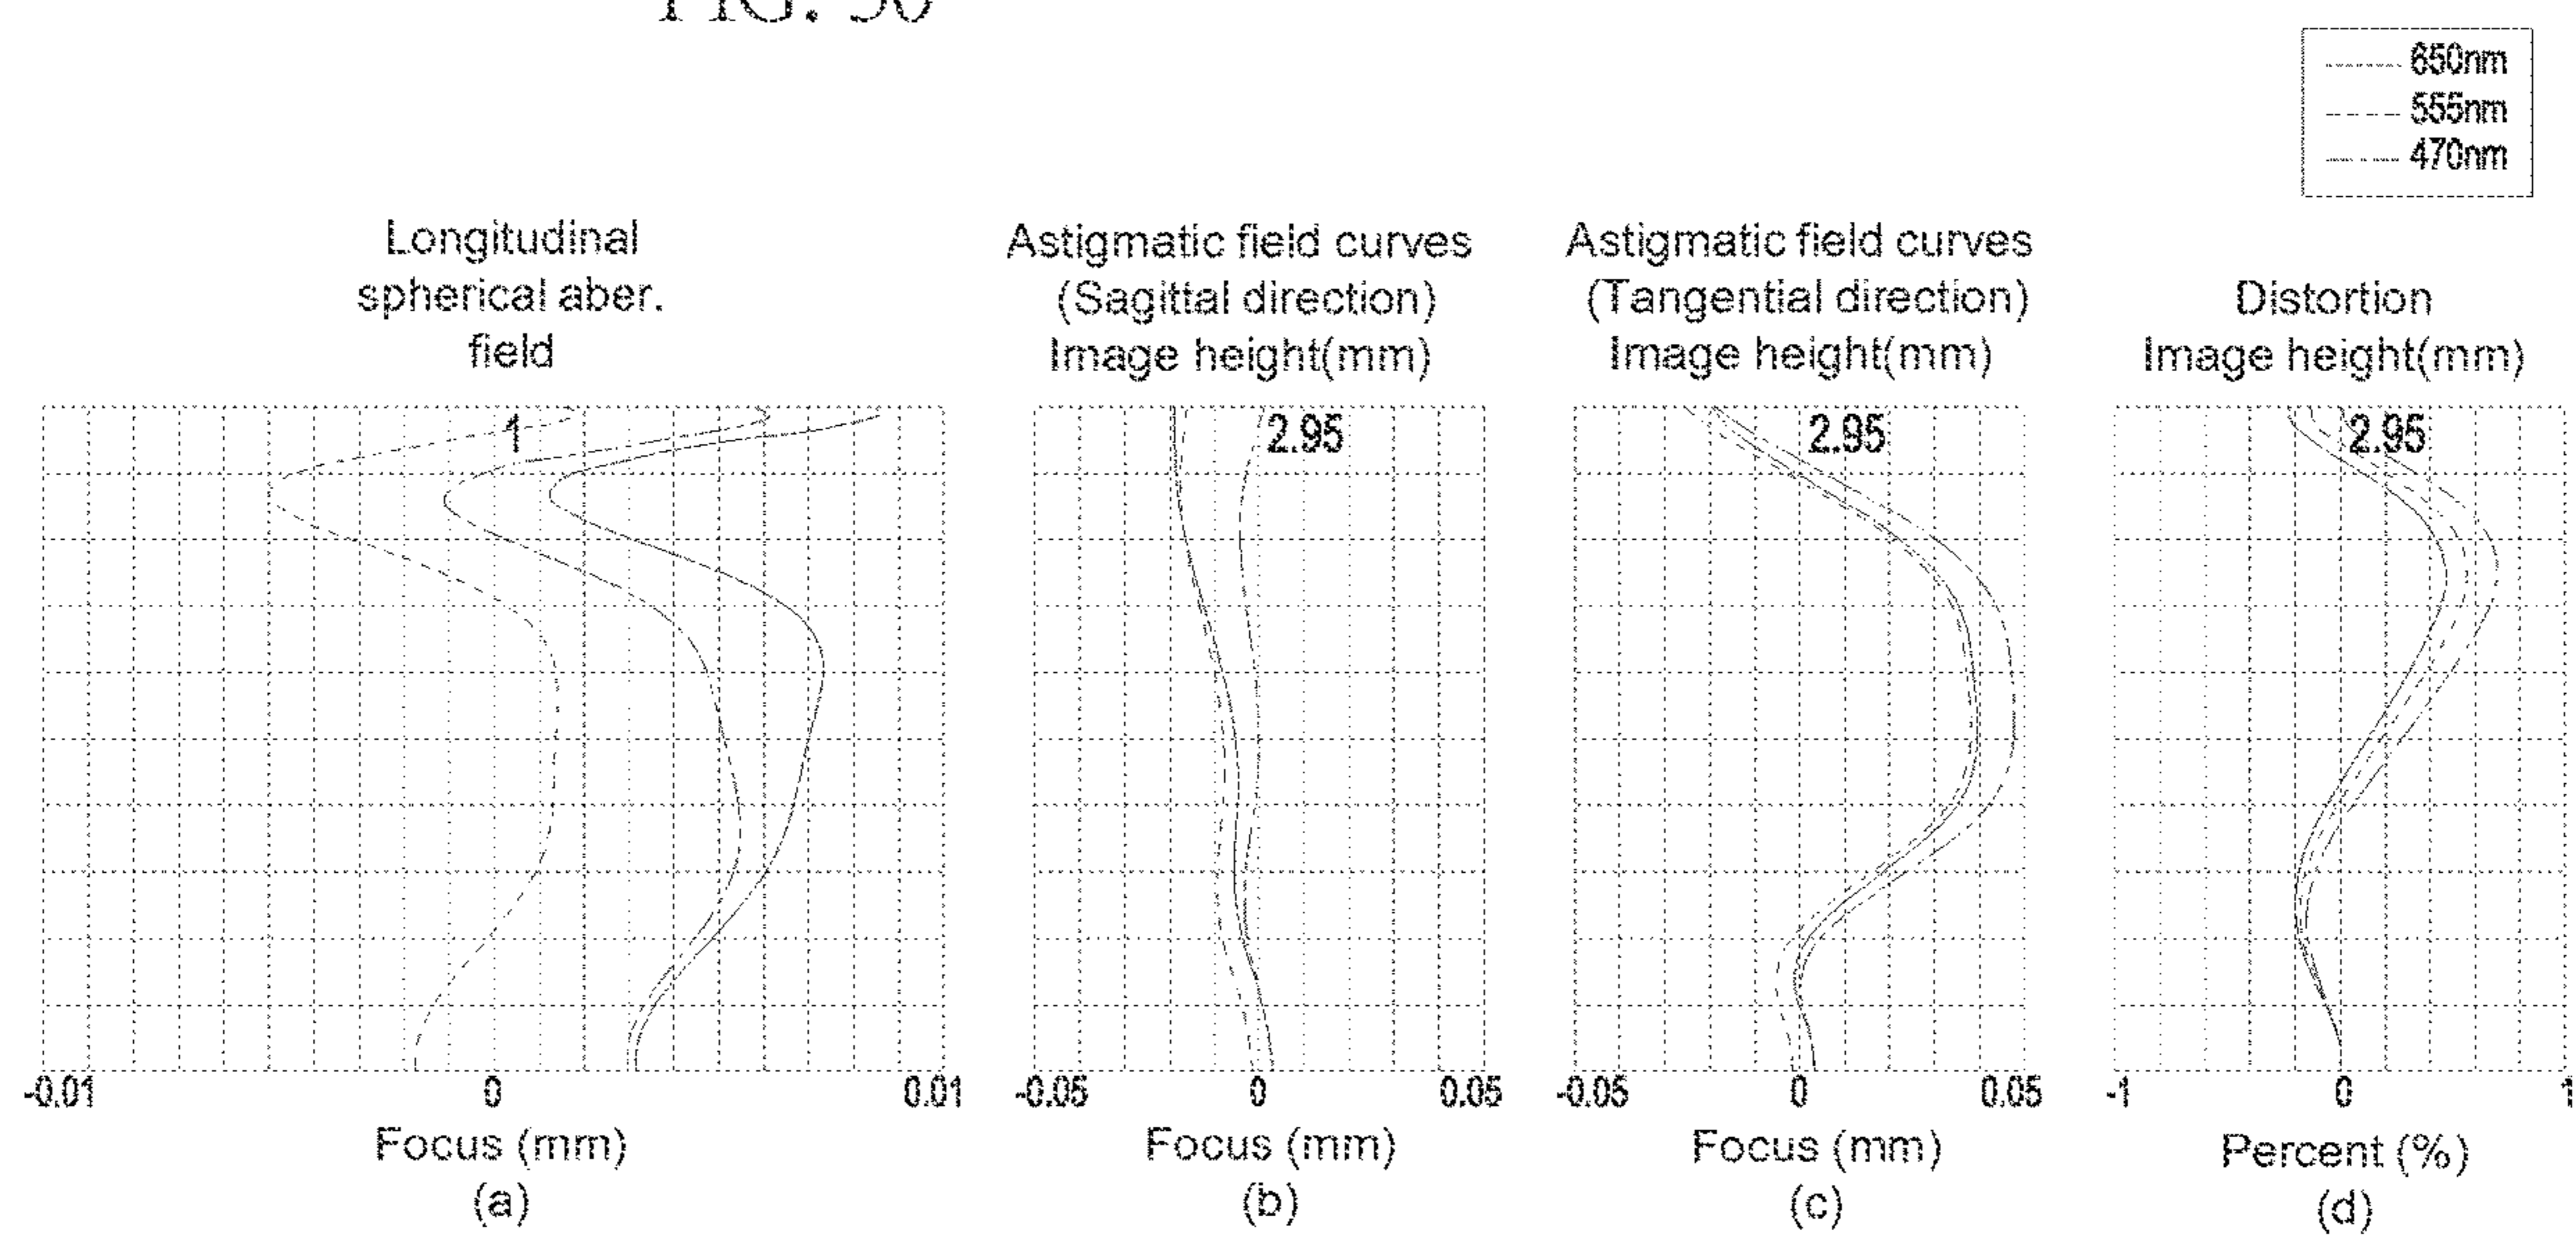 FIG. 30
650nm
555nm
470nm
Longitudinal
spherical aber.
field
Astigmatic field curves
(Sagittal direction)
Image height(mm)
Astigmatic field curves
(Tangential direction)
Image height(mm)
Distortion
Image height(mm)
1
2.95
2.95
2.95
-0.01 0 0.01
-0.05 0 0.05
-0.05 0 0.05
-1 0 1
Focus (mm)
Focus (mm)
Focus (mm)
Percent (%)
(a)
(b)
(c)
(d)